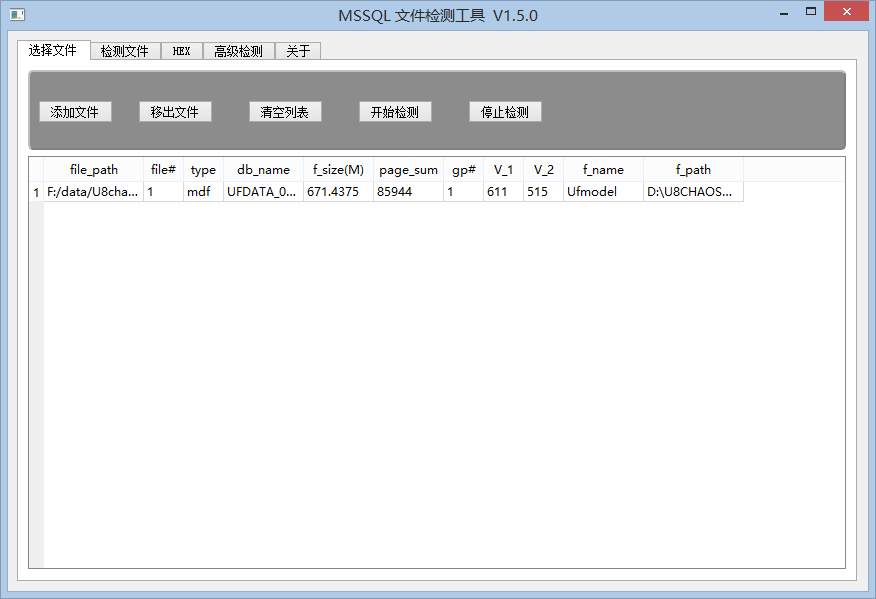 MSSQL 文件检测工具 V1.5.0
选择文件 检测文件 HEX 高级检测 关于
添加文件 移出文件 清空列表 开始检测 停止检测
file_path file# type db_name f_size(M) page_sum gp# V_1 V_2 f_name f_path
1 F:/data/U8cha... 1 mdf UFDATA_0... 671.4375 85944 1 611 515 Ufmodel D:\U8CHAOS...